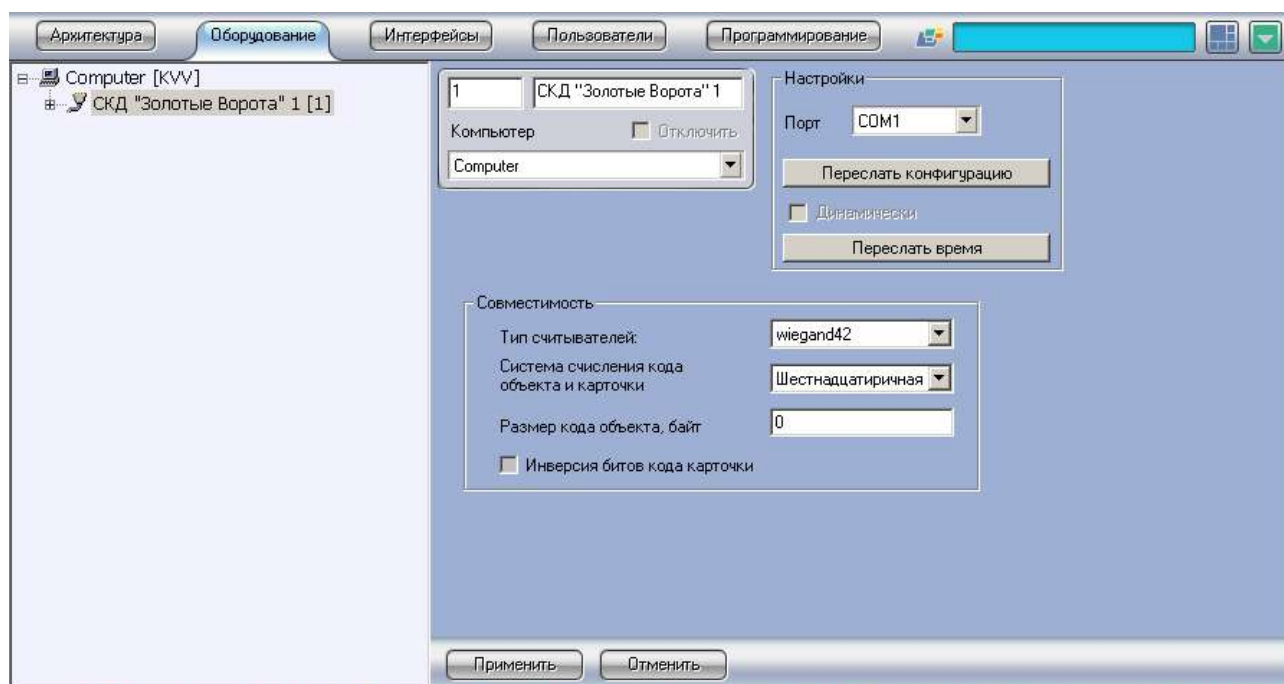 Архитектура Оборудование Интерфейсы Пользователи Программирование
Computer [KVV]
СКД "Золотые Ворота" 1 [1]
1 СКД "Золотые Ворота" 1
Компьютер Отключить
Computer
Настройки
Порт COM1
Переслать конфигурацию
Динамически
Переслать время
Совместимость
Тип считывателей: wiegand42
Система счисления кода
объекта и карточки Шестнадцатиричная
Размер кода объекта, байт 0
Инверсия битов кода карточки
Применить Отменить